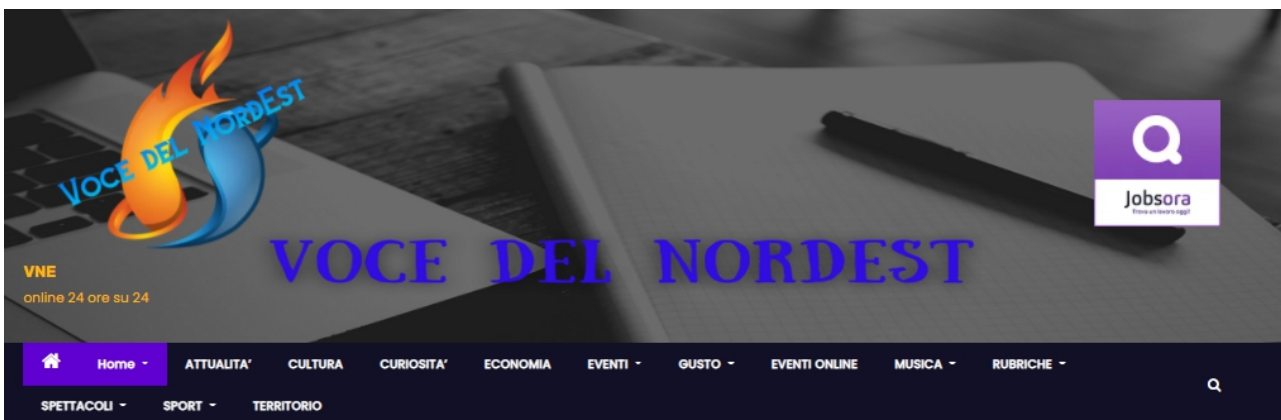 VOCE DEL NORDEST
Jobsora
Trova un lavoro oggi!
VOCE DEL NORDEST
VNE
online 24 ore su 24
Home
ATTUALITA'
CULTURA
CURIOSITA'
ECONOMIA
EVENTI
GUSTO
EVENTI ONLINE
MUSICA
RUBRICHE
SPETTACOLI
SPORT
TERRITORIO